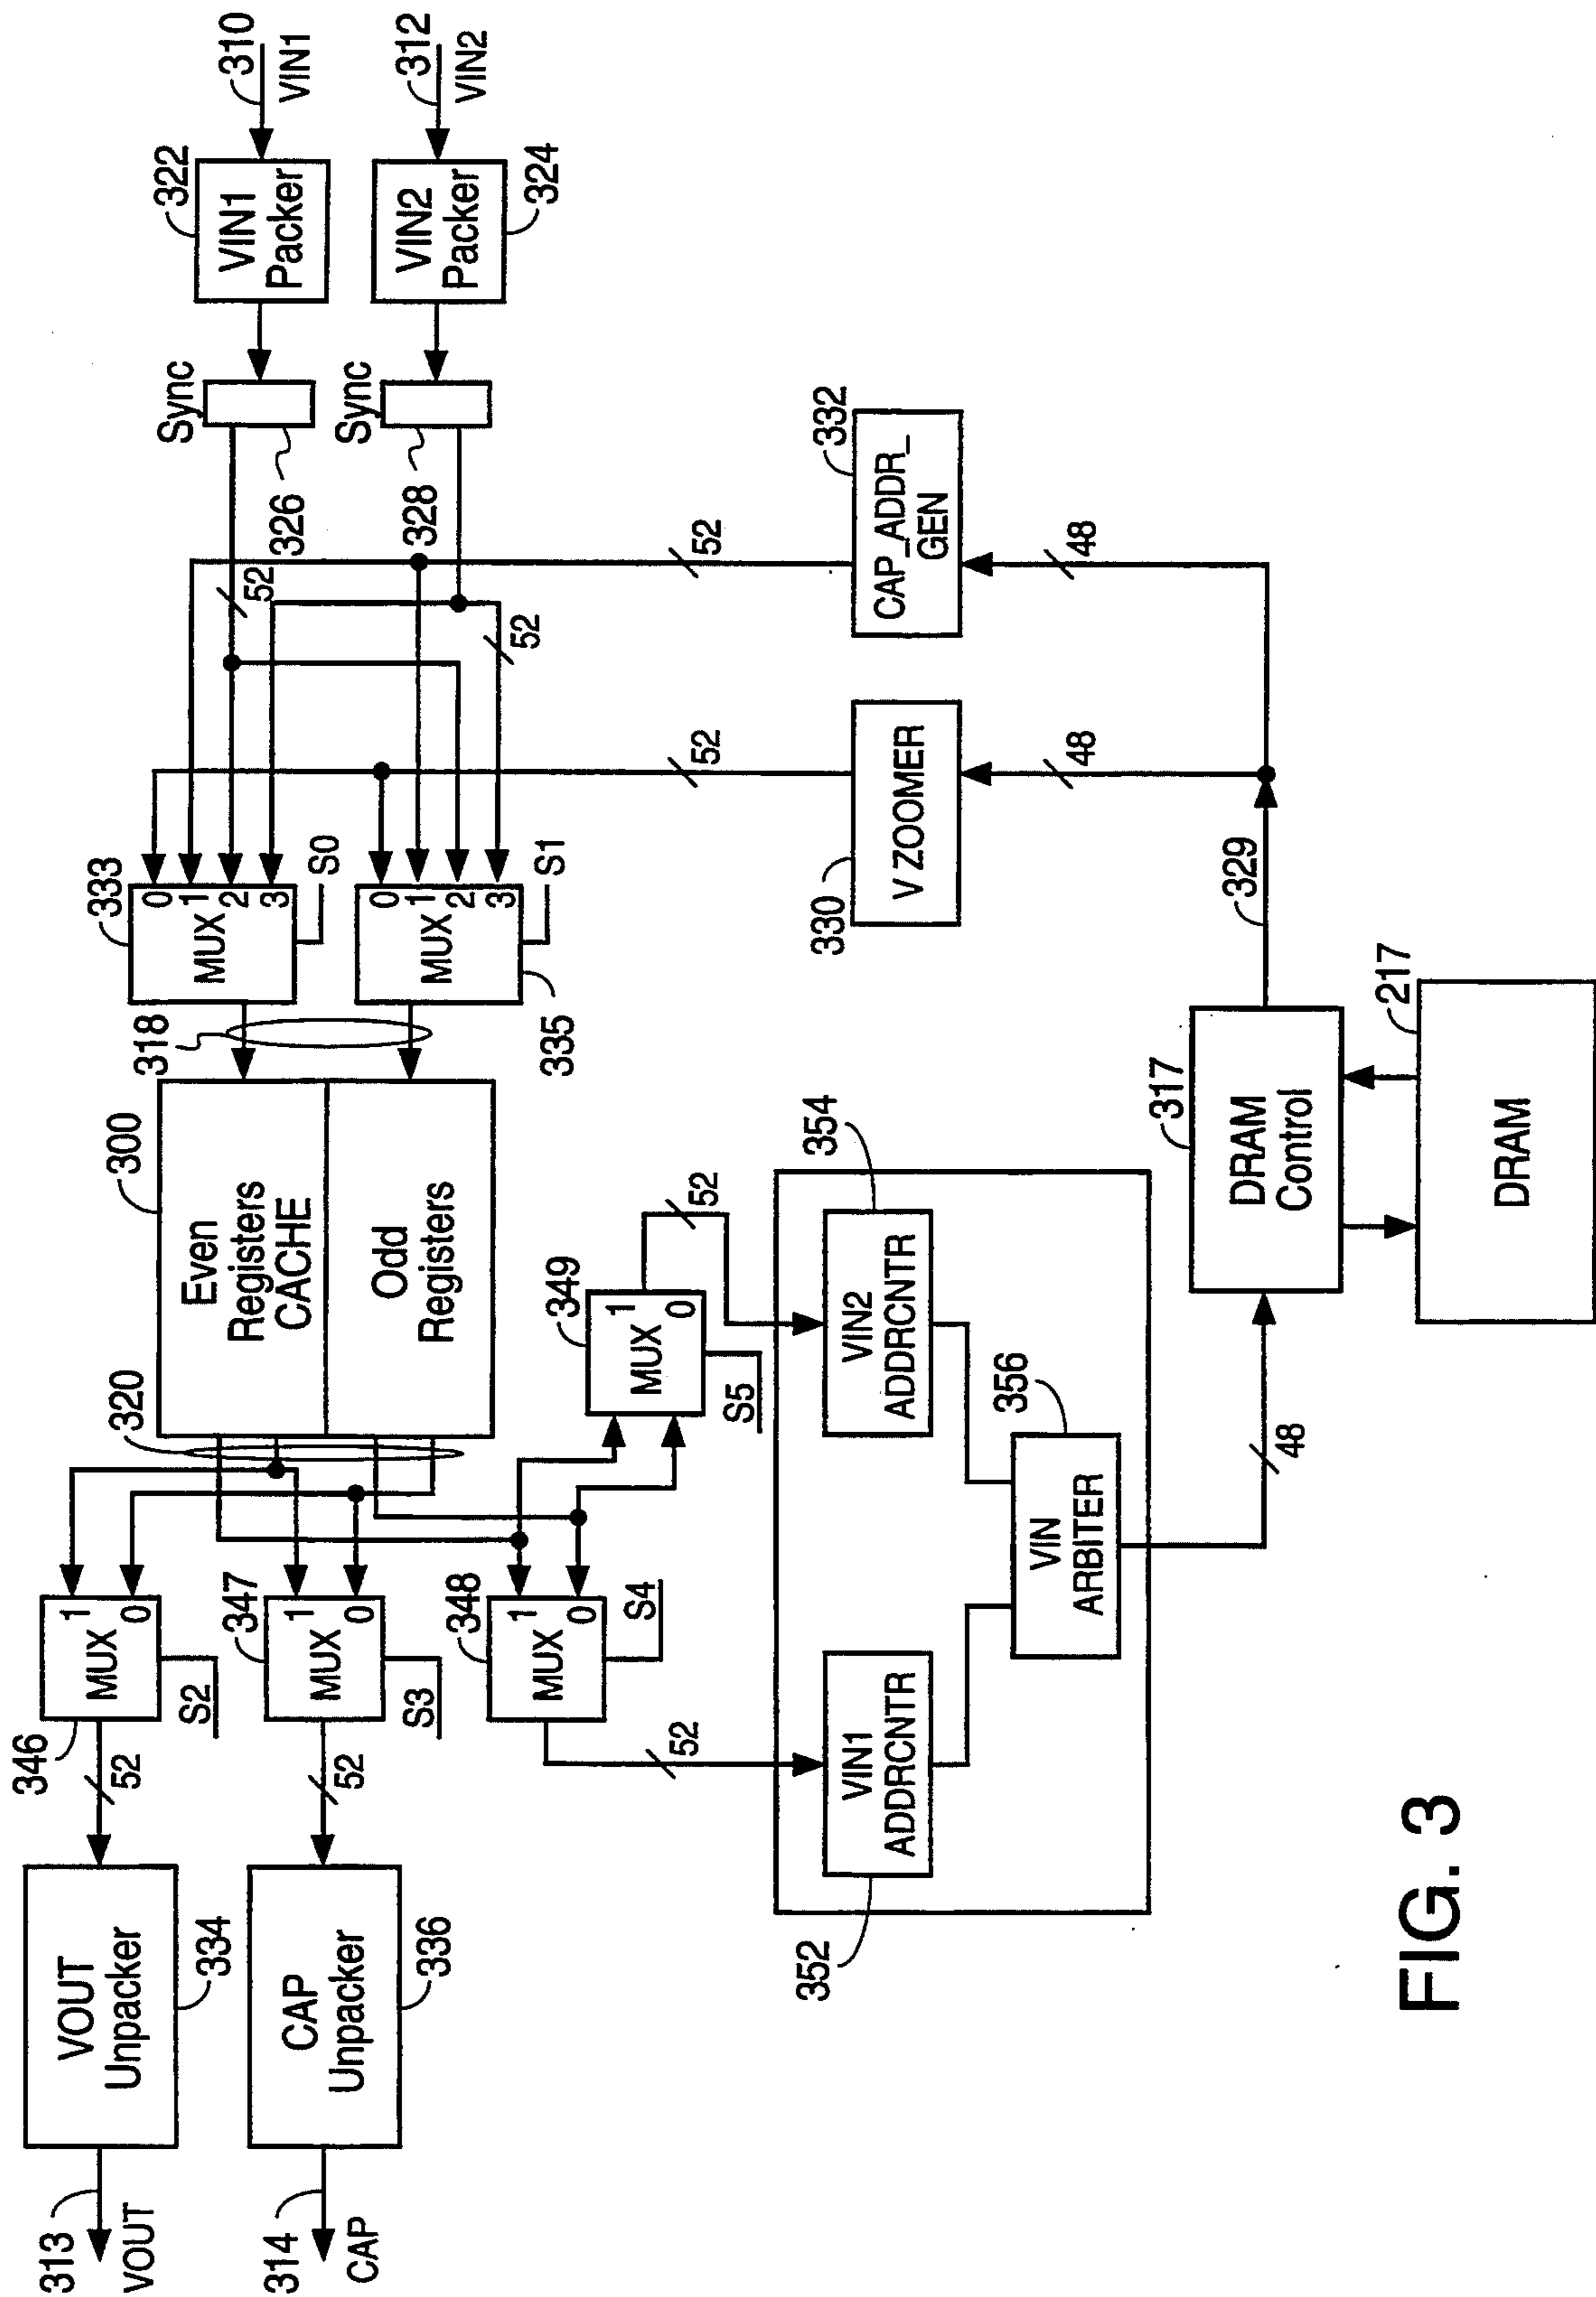 310
VIN1
312
VIN2
322
VIN1
Packer
VIN2
Packer
324
Sync
326
Sync
328
52
52
52
52
332
CAP_ADDR_
GEN
48
330
V ZOOMER
48
329
333
0
1
2
3
MUX
S0
0
1
2
3
MUX
S1
335
318
300
Even
Registers
CACHE
Odd
Registers
320
346
1
0
MUX
S2
347
1
0
MUX
S3
348
1
0
MUX
S4
349
1
0
MUX
S5
52
52
52
52
VOUT
Unpacker
334
CAP
Unpacker
336
313
VOUT
314
CAP
352
VIN1
ADDRCNTR
354
VIN2
ADDRCNTR
356
VIN
ARBITER
48
317
DRAM
Control
217
DRAM
FIG. 3